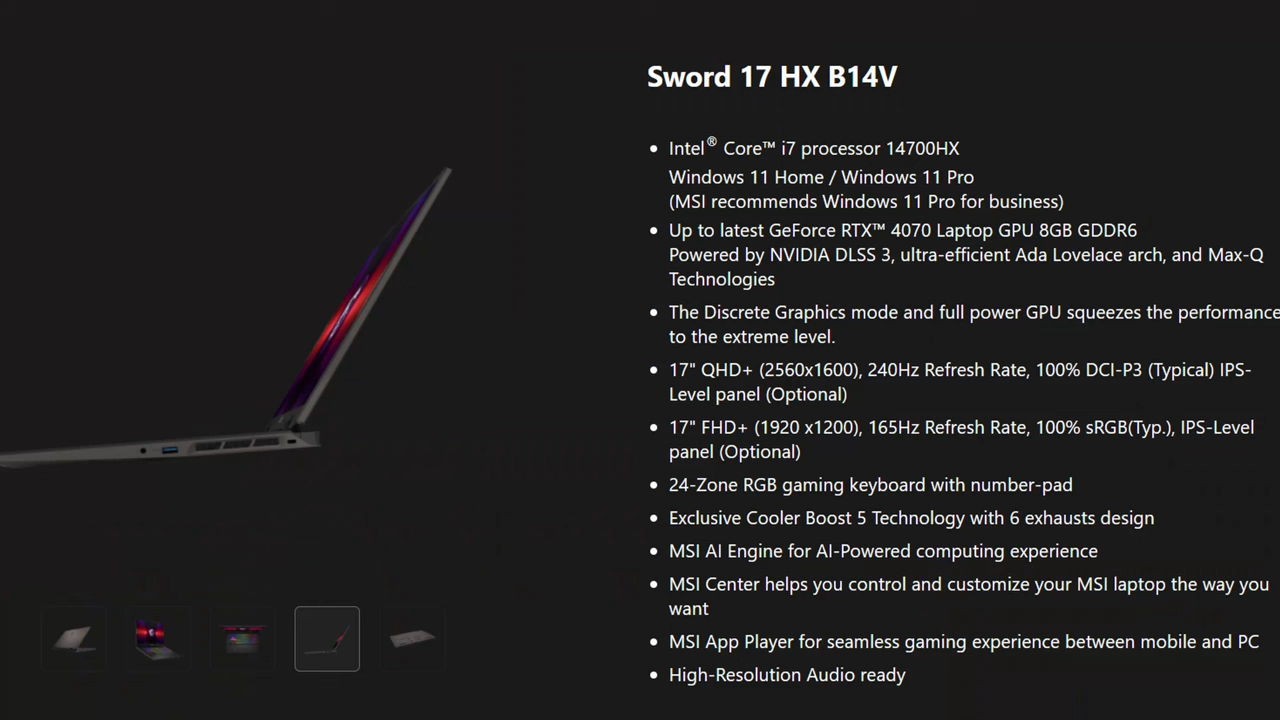 Sword 17 HX B14V
Intel® Core™ i7 processor 14700HX
Windows 11 Home / Windows 11 Pro
(MSI recommends Windows 11 Pro for business)
Up to latest GeForce RTX™ 4070 Laptop GPU 8GB GDDR6
Powered by NVIDIA DLSS 3, ultra-efficient Ada Lovelace arch, and Max-Q
Technologies
The Discrete Graphics mode and full power GPU squeezes the performance
to the extreme level.
17" QHD+ (2560x1600), 240Hz Refresh Rate, 100% DCI-P3 (Typical) IPS-
Level panel (Optional)
17" FHD+ (1920 x1200), 165Hz Refresh Rate, 100% sRGB(Typ.), IPS-Level
panel (Optional)
24-Zone RGB gaming keyboard with number-pad
Exclusive Cooler Boost 5 Technology with 6 exhausts design
MSI AI Engine for AI-Powered computing experience
MSI Center helps you control and customize your MSI laptop the way you
want
MSI App Player for seamless gaming experience between mobile and PC
High-Resolution Audio ready